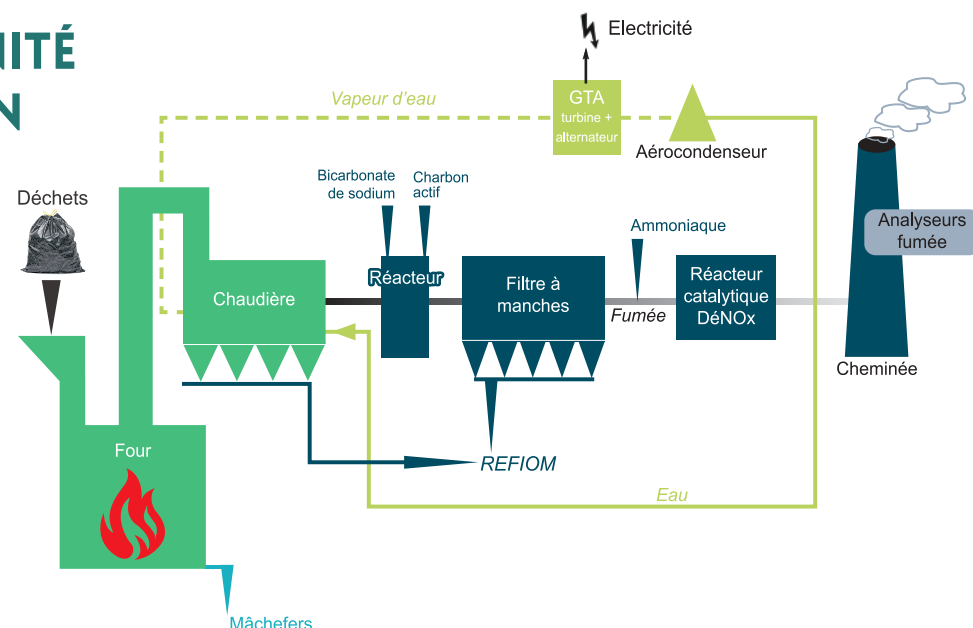 Electricité
Vapeur d'eau
GTA
turbine +
alternateur
Aérocondenseur
Bicarbonate
de sodium
Charbon
actif
Déchets
Ammoniaque
Analyseurs
fumée
Chaudière
Réacteur
Filtre à
manches
Fumée
Réacteur
catalytique
DéNOx
Cheminée
Four
REFIOM
Eau
Mâchefers